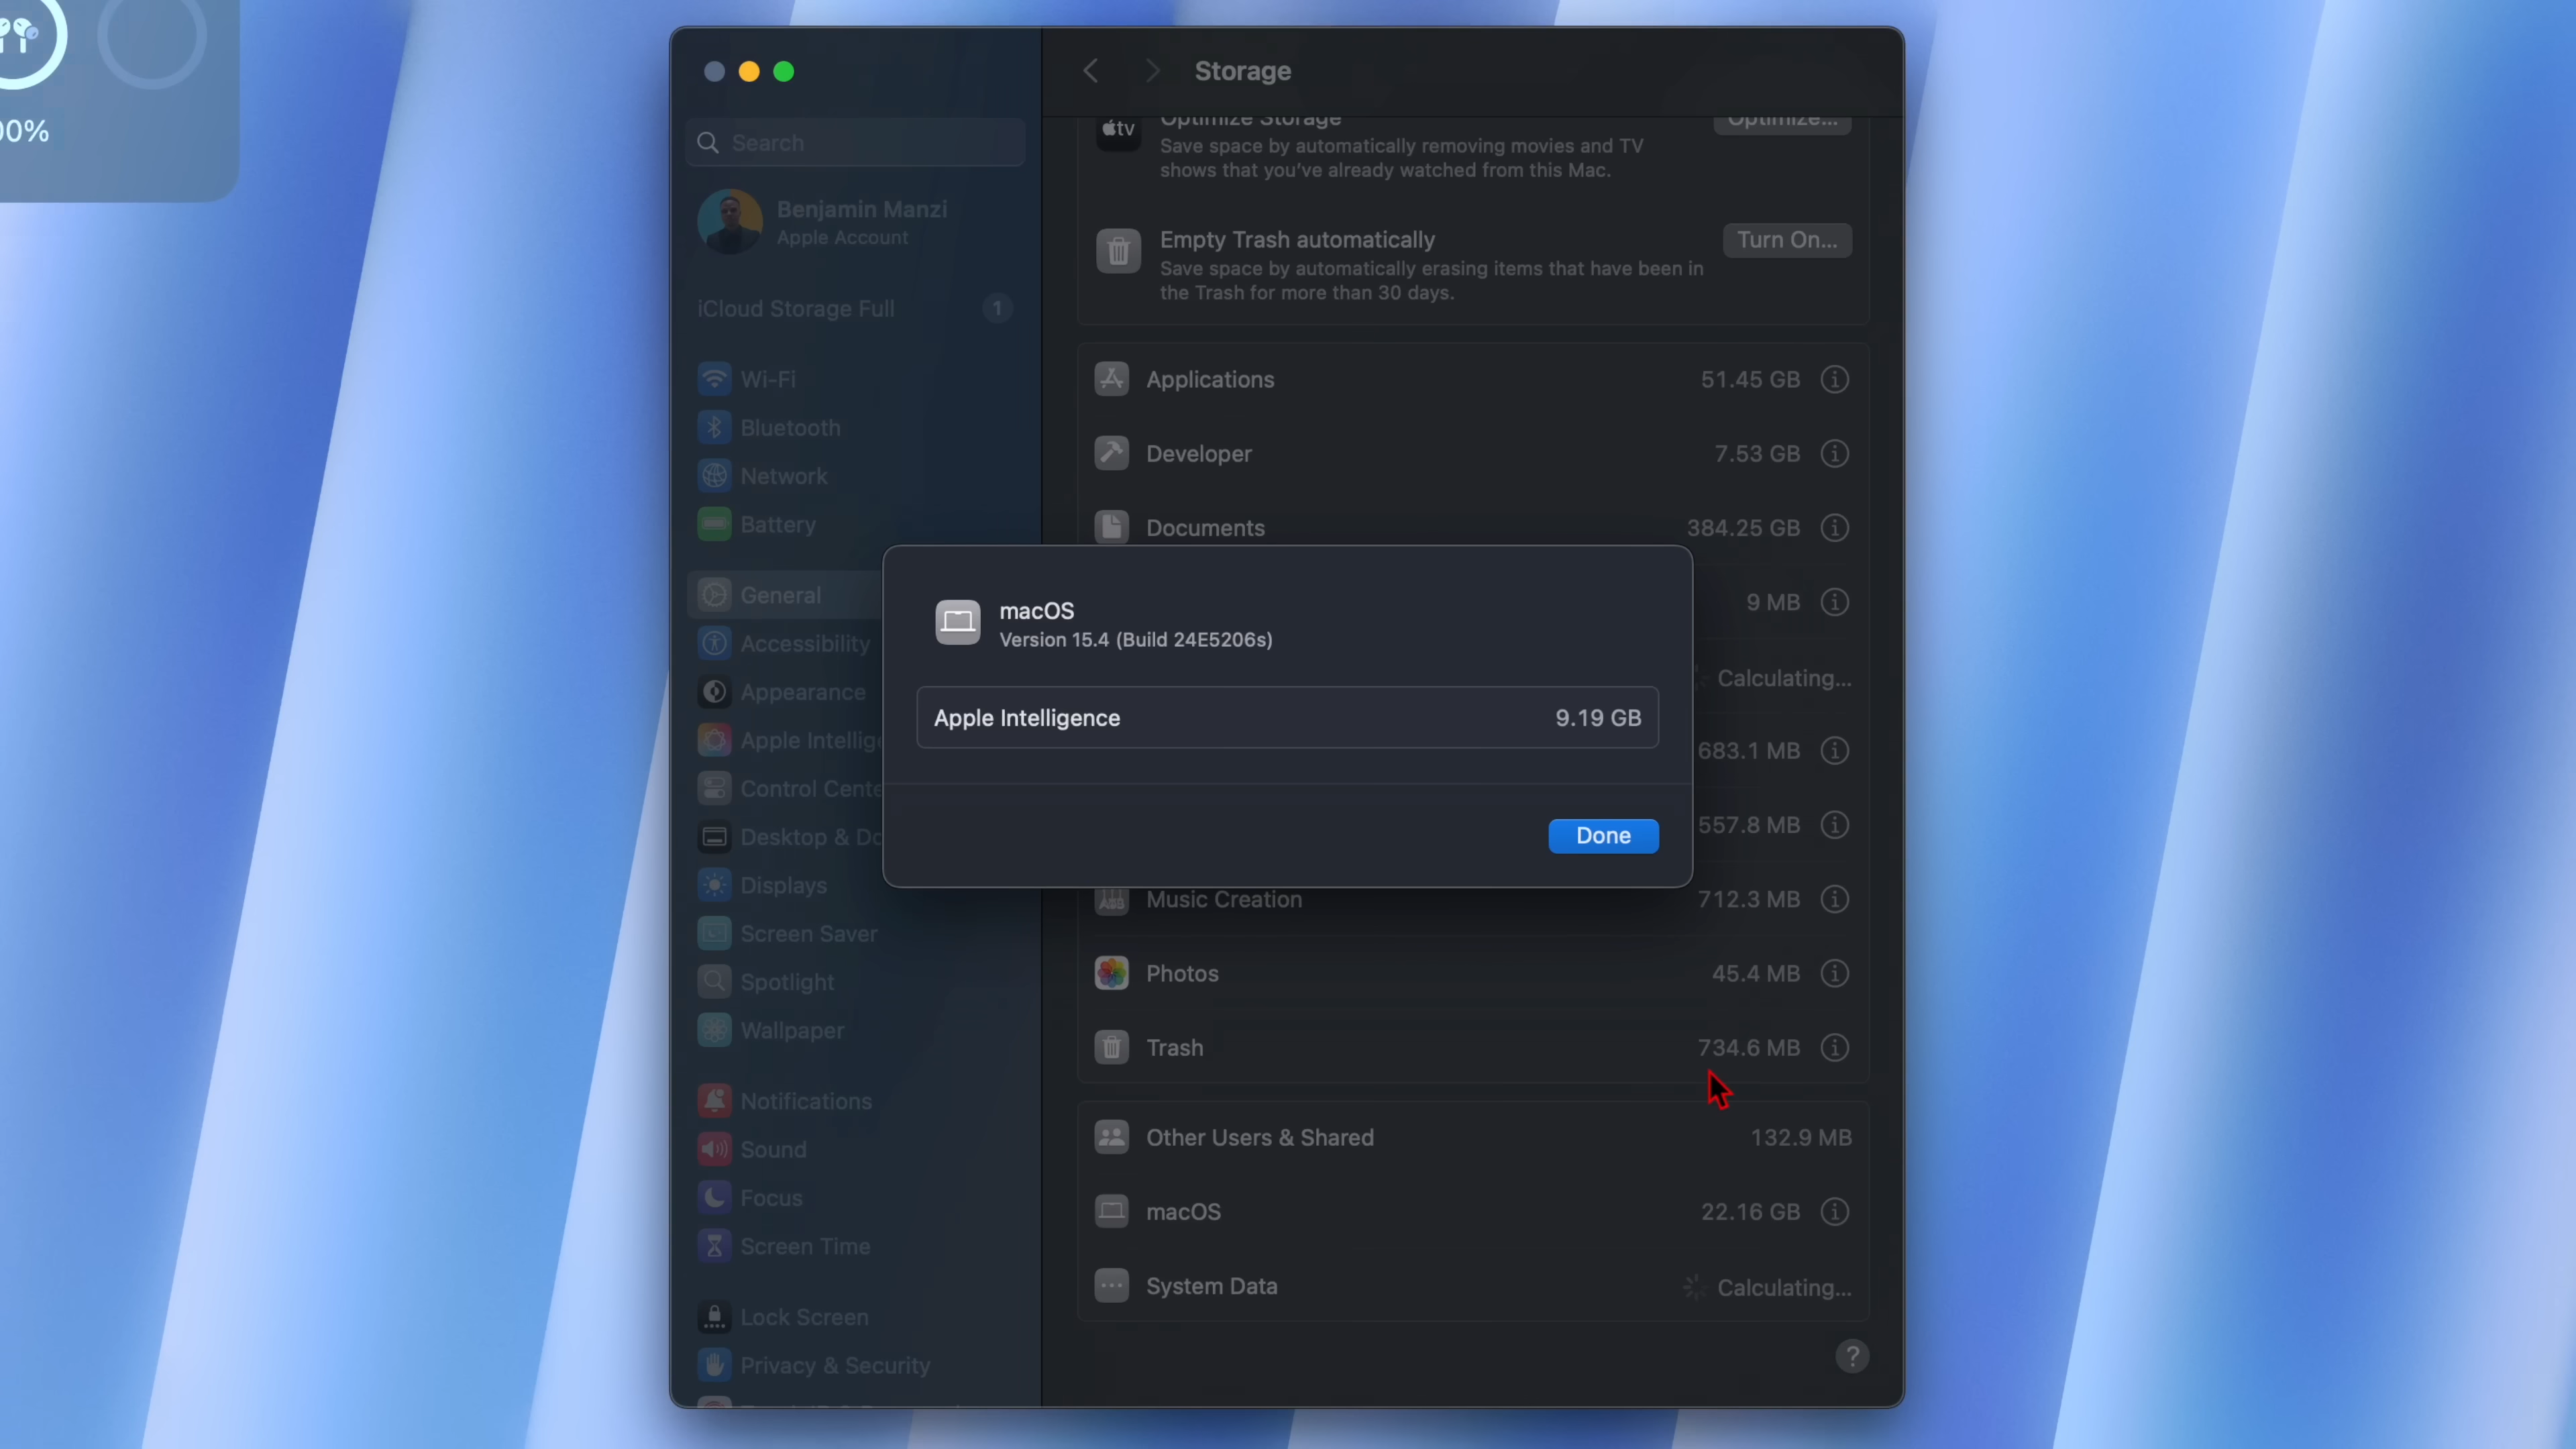 00%
Storage
Search
Benjamin Manzi
Apple Account
iCloud Storage Full
1
Wi-Fi
Bluetooth
Network
Battery
General
Accessibility
Appearance
Apple Intellige
Control Cente
Desktop & Do
Displays
Screen Saver
Spotlight
Wallpaper
Notifications
Sound
Focus
Screen Time
Lock Screen
Privacy & Security
tv
Optimize Storage
Optimize...
Save space by automatically removing movies and TV
shows that you've already watched from this Mac.
Empty Trash automatically
Turn On...
Save space by automatically erasing items that have been in
the Trash for more than 30 days.
Applications 51.45 GB
Developer 7.53 GB
Documents 384.25 GB
9 MB
Calculating...
683.1 MB
557.8 MB
macOS
Version 15.4 (Build 24E5206s)
Apple Intelligence 9.19 GB
Done
Music Creation 712.3 MB
Photos 45.4 MB
Trash 734.6 MB
Other Users & Shared 132.9 MB
macOS 22.16 GB
System Data Calculating...
?